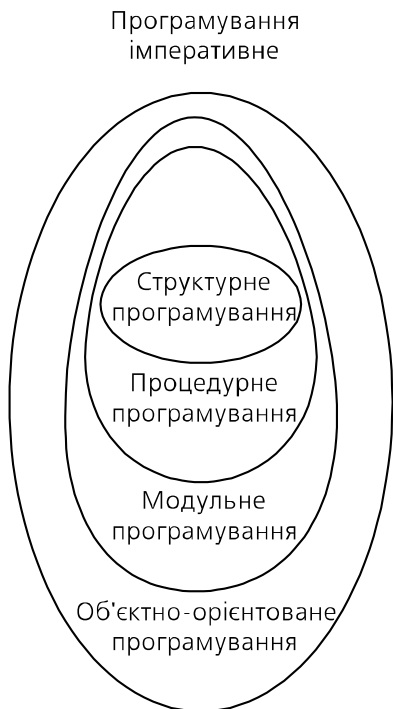 Програмування
імперативне
Структурне
програмування
Процедурне
програмування
Модульне
програмування
Об'єктно-орієнтоване
програмування